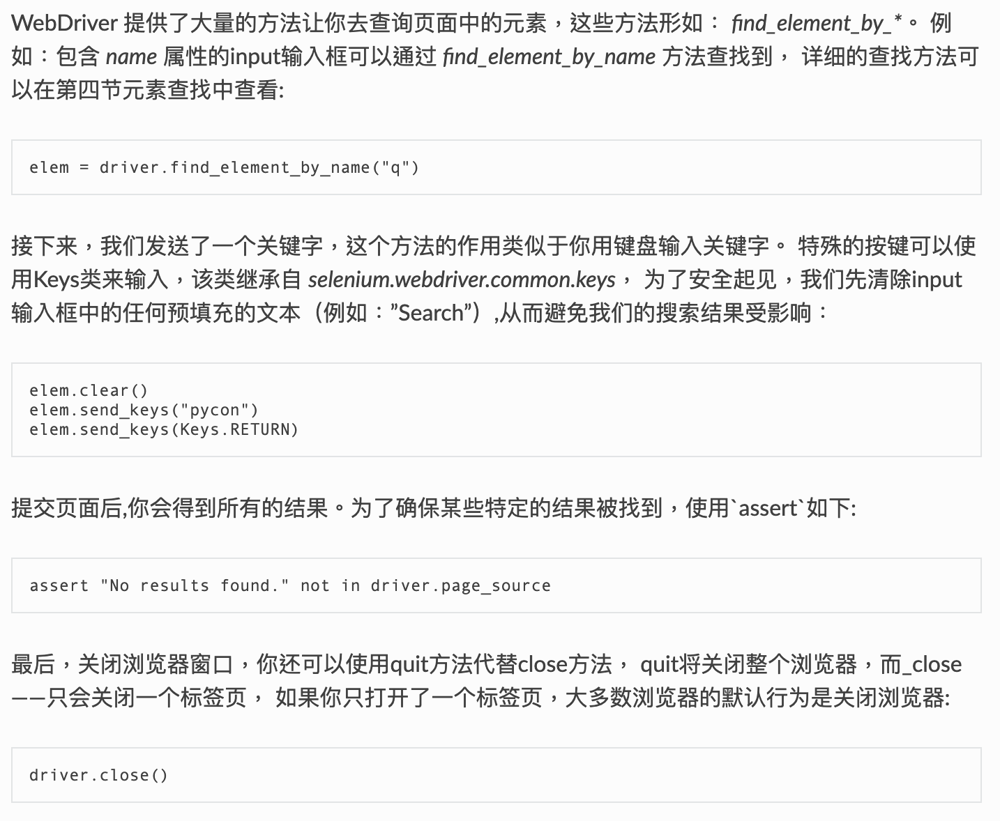 WebDriver 提供了大量的方法让你去查询页面中的元素，这些方法形如： find_element_by_*。 例
如：包含 name 属性的input输入框可以通过 find_element_by_name 方法查找到， 详细的查找方法可
以在第四节元素查找中查看:
elem = driver.find_element_by_name("q")
接下来，我们发送了一个关键字，这个方法的作用类似于你用键盘输入关键字。 特殊的按键可以使
用Keys类来输入，该类继承自 selenium.webdriver.common.keys， 为了安全起见，我们先清除input
输入框中的任何预填充的文本（例如：”Search”）,从而避免我们的搜索结果受影响：
elem.clear()
elem.send_keys("pycon")
elem.send_keys(Keys.RETURN)
提交页面后,你会得到所有的结果。为了确保某些特定的结果被找到，使用`assert`如下:
assert "No results found." not in driver.page_source
最后，关闭浏览器窗口，你还可以使用quit方法代替close方法， quit将关闭整个浏览器，而_close
——只会关闭一个标签页， 如果你只打开了一个标签页，大多数浏览器的默认行为是关闭浏览器:
driver.close()